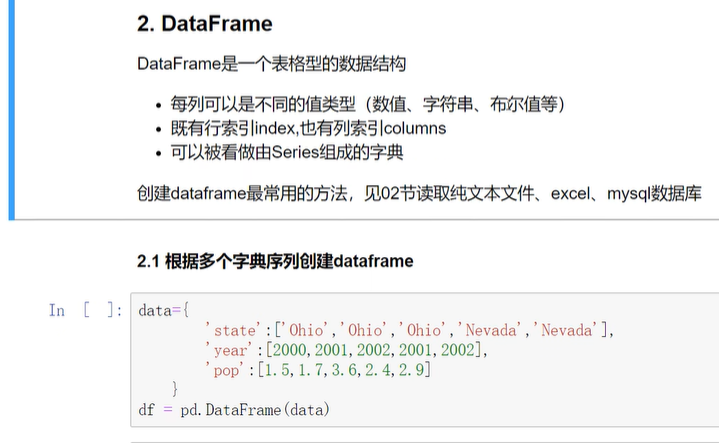 2. DataFrame
DataFrame是一个表格型的数据结构
• 每列可以是不同的值类型（数值、字符串、布尔值等）
• 既有行索引index,也有列索引columns
• 可以被看做由Series组成的字典
创建dataframe最常用的方法，见02节读取纯文本文件、excel、mysql数据库
2.1 根据多个字典序列创建dataframe
In [ ]: data={
'state':['Ohio','Ohio','Ohio','Nevada','Nevada'],
'year':[2000,2001,2002,2001,2002],
'pop':[1.5,1.7,3.6,2.4,2.9]
}
df = pd.DataFrame(data)